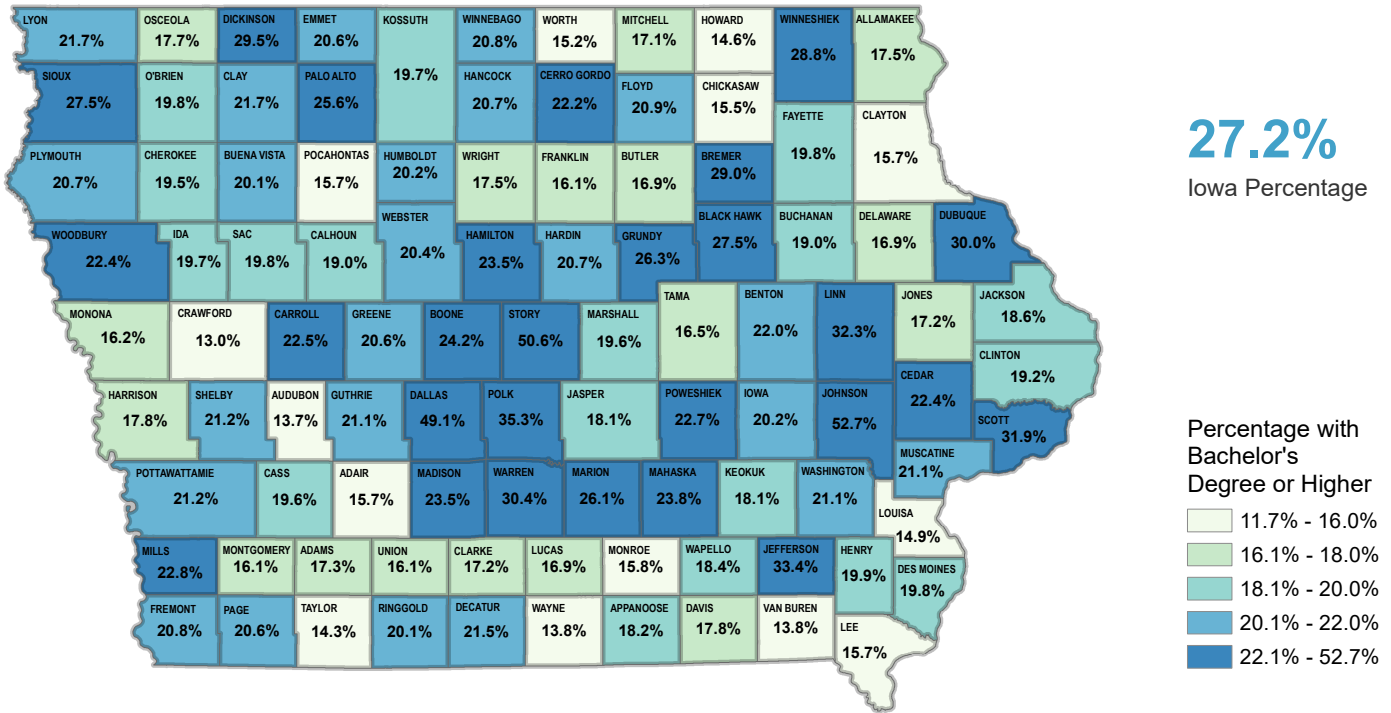 LYON
21.7%
OSCEOLA
17.7%
DICKINSON
29.5%
EMMET
20.6%
KOSSUTH
19.7%
WINNEBAGO
20.8%
WORTH
15.2%
MITCHELL
17.1%
HOWARD
14.6%
WINNESHIEK
28.8%
ALLAMAKEE
17.5%
SIOUX
27.5%
O'BRIEN
19.8%
CLAY
21.7%
PALO ALTO
25.6%
HANCOCK
20.7%
CERRO GORDO
22.2%
FLOYD
20.9%
CHICKASAW
15.5%
FAYETTE
19.8%
CLAYTON
15.7%
PLYMOUTH
20.7%
CHEROKEE
19.5%
BUENA VISTA
20.1%
POCAHONTAS
15.7%
HUMBOLDT
20.2%
WRIGHT
17.5%
FRANKLIN
16.1%
BUTLER
16.9%
BREMER
29.0%
WOODBURY
22.4%
IDA
19.7%
SAC
19.8%
CALHOUN
19.0%
WEBSTER
20.4%
HAMILTON
23.5%
HARDIN
20.7%
GRUNDY
26.3%
BLACK HAWK
27.5%
BUCHANAN
19.0%
DELAWARE
16.9%
DUBUQUE
30.0%
MONONA
16.2%
CRAWFORD
13.0%
CARROLL
22.5%
GREENE
20.6%
BOONE
24.2%
STORY
50.6%
MARSHALL
19.6%
TAMA
16.5%
BENTON
22.0%
LINN
32.3%
JONES
17.2%
JACKSON
18.6%
CLINTON
19.2%
HARRISON
17.8%
SHELBY
21.2%
AUDUBON
13.7%
GUTHRIE
21.1%
DALLAS
49.1%
POLK
35.3%
JASPER
18.1%
POWESHIEK
22.7%
IOWA
20.2%
JOHNSON
52.7%
CEDAR
22.4%
SCOTT
31.9%
MUSCATINE
21.1%
POTTAWATTAMIE
21.2%
CASS
19.6%
ADAIR
15.7%
MADISON
23.5%
WARREN
30.4%
MARION
26.1%
MAHASKA
23.8%
KEOKUK
18.1%
WASHINGTON
21.1%
LOUISA
14.9%
MILLS
22.8%
MONTGOMERY
16.1%
ADAMS
17.3%
UNION
16.1%
CLARKE
17.2%
LUCAS
16.9%
MONROE
15.8%
WAPELLO
18.4%
JEFFERSON
33.4%
HENRY
19.9%
DES MOINES
19.8%
FREMONT
20.8%
PAGE
20.6%
TAYLOR
14.3%
RINGGOLD
20.1%
DECATUR
21.5%
WAYNE
13.8%
APPANOOSE
18.2%
DAVIS
17.8%
VAN BUREN
13.8%
LEE
15.7%
27.2%
Iowa Percentage
Percentage with
Bachelor's
Degree or Higher
11.7% - 16.0%
16.1% - 18.0%
18.1% - 20.0%
20.1% - 22.0%
22.1% - 52.7%